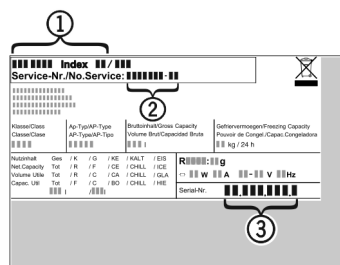 1
Index /
Service-Nr./No.Service: -
2
Klasse/Class
Classe/Clase
Ap-Typ/AP-Type
AP-Type/AP-Tipo
Bruttoinhalt/Gross Capacity
Volume Brut/Capacidad Bruta
l
Gefriervermoegen/Freezing Capacity
Pouvoir de Congel./Capac.Congeladora
kg / 24 h
Nutzinhalt Ges / K / G / KE / KALT / EIS
Net.Capacity Tot / R / F / CE / CHILL / ICE
Volume Utile Tot / R / C / CA / CHILL / GLA
Capac. Util Tot / F / C / BO / CHILL / HIE
l / l
R : g
W A - V Hz
Serial-Nr. . . .
3